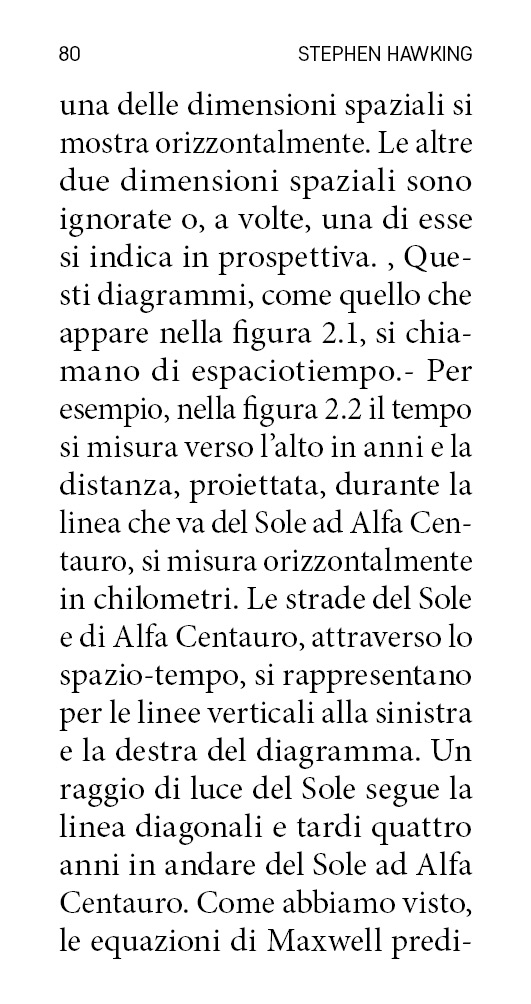 80 STEPHEN HAWKING
una delle dimensioni spaziali si
mostra orizzontalmente. Le altre
due dimensioni spaziali sono
ignorate o, a volte, una di esse
si indica in prospettiva. , Que-
sti diagrammi, come quello che
appare nella figura 2.1, si chia-
mano di espaciotiempo.- Per
esempio, nella figura 2.2 il tempo
si misura verso l’alto in anni e la
distanza, proiettata, durante la
linea che va del Sole ad Alfa Cen-
tauro, si misura orizzontalmente
in chilometri. Le strade del Sole
e di Alfa Centauro, attraverso lo
spazio-tempo, si rappresentano
per le linee verticali alla sinistra
e la destra del diagramma. Un
raggio di luce del Sole segue la
linea diagonali e tardi quattro
anni in andare del Sole ad Alfa
Centauro. Come abbiamo visto,
le equazioni di Maxwell predi-